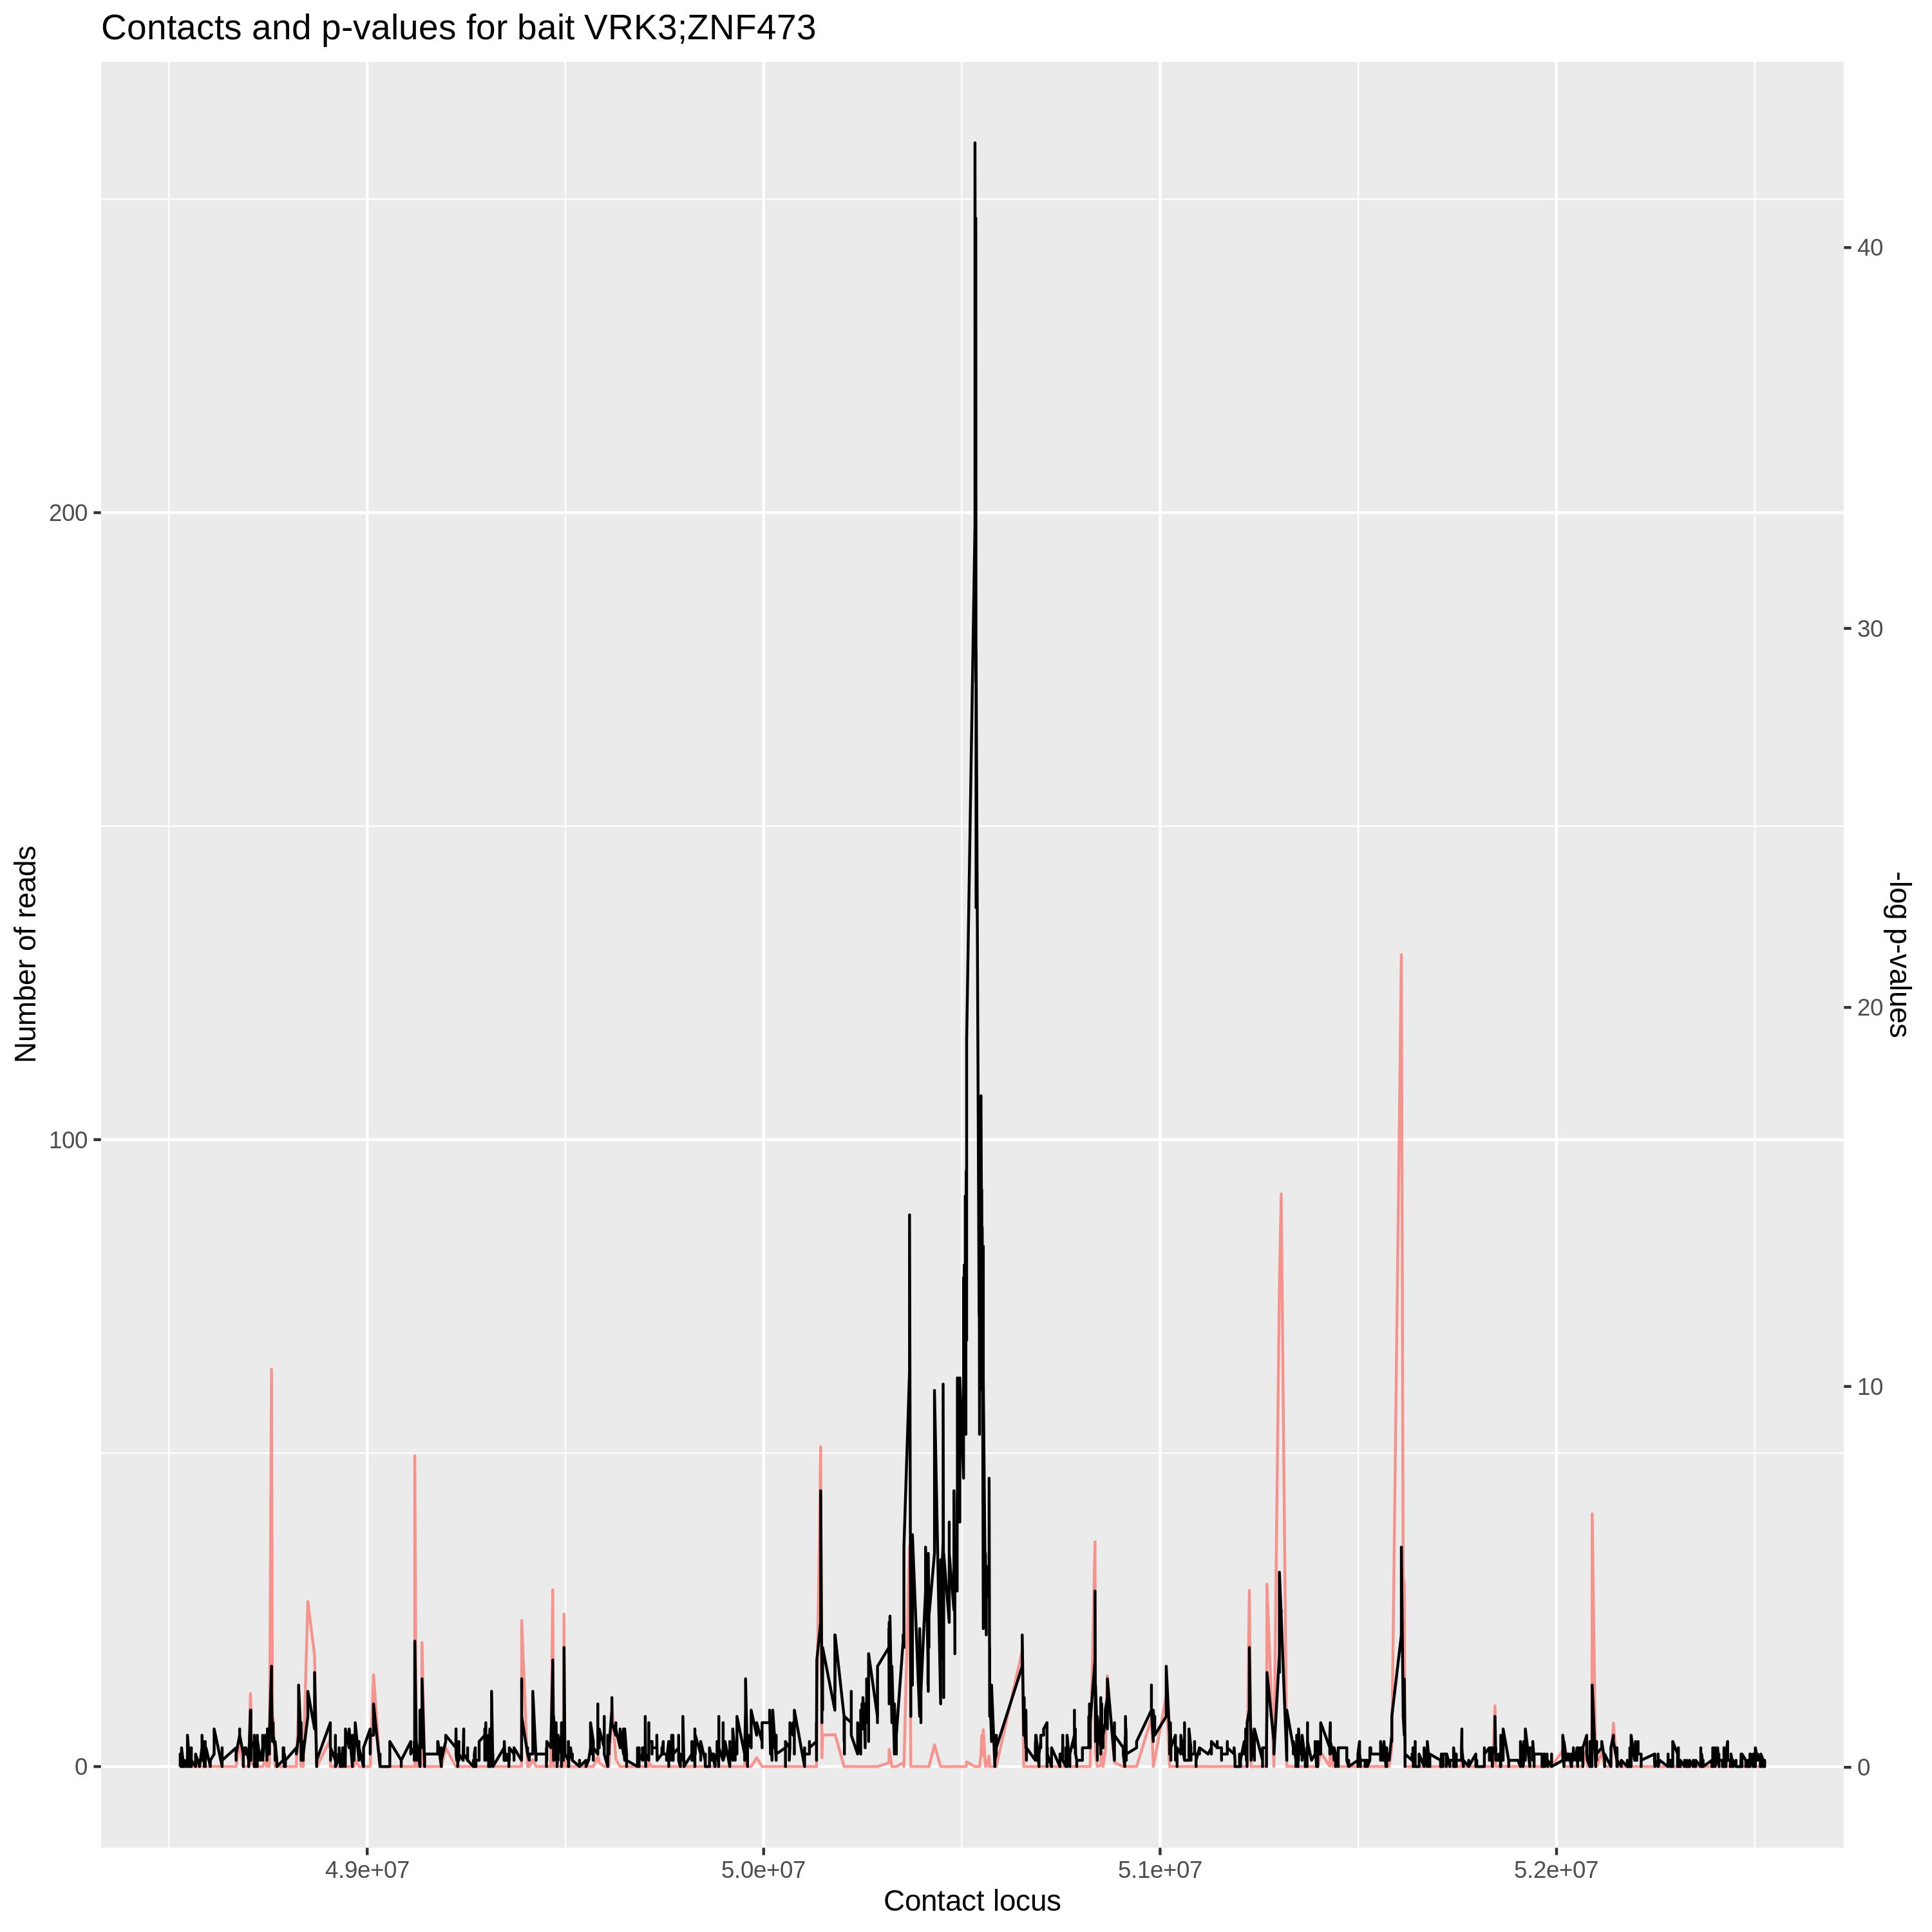 Contacts and p-values for bait VRK3;ZNF473
Number of reads
200
100
0
40
30
20
10
0
-log p-values
4.9e+07 5.0e+07 5.1e+07 5.2e+07
Contact locus